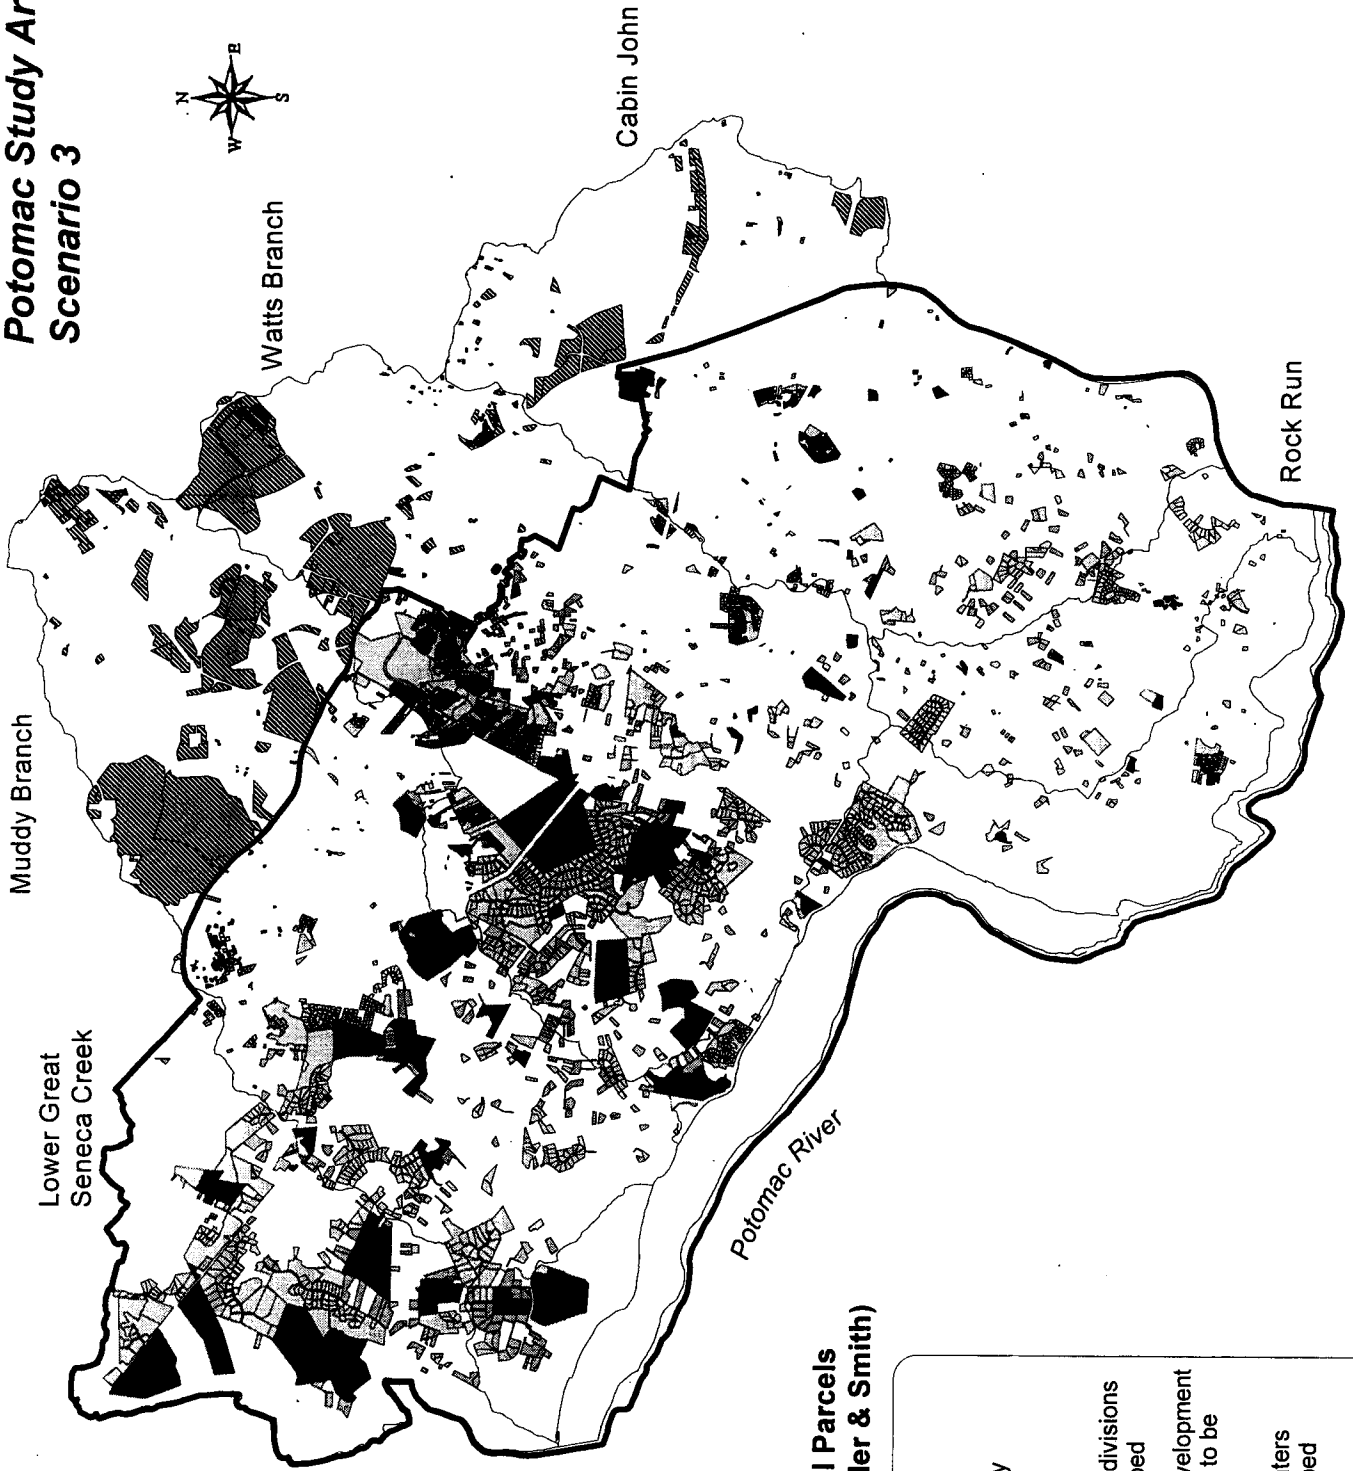 Potomac Study Ar
Scenario 3
N
W E
S
Muddy Branch
Watts Branch
Cabin John
Lower Great
Seneca Creek
Rock Run
Potomac River
l Parcels
ler & Smith)
y
divisions
ped
velopment
to be
ters
ped